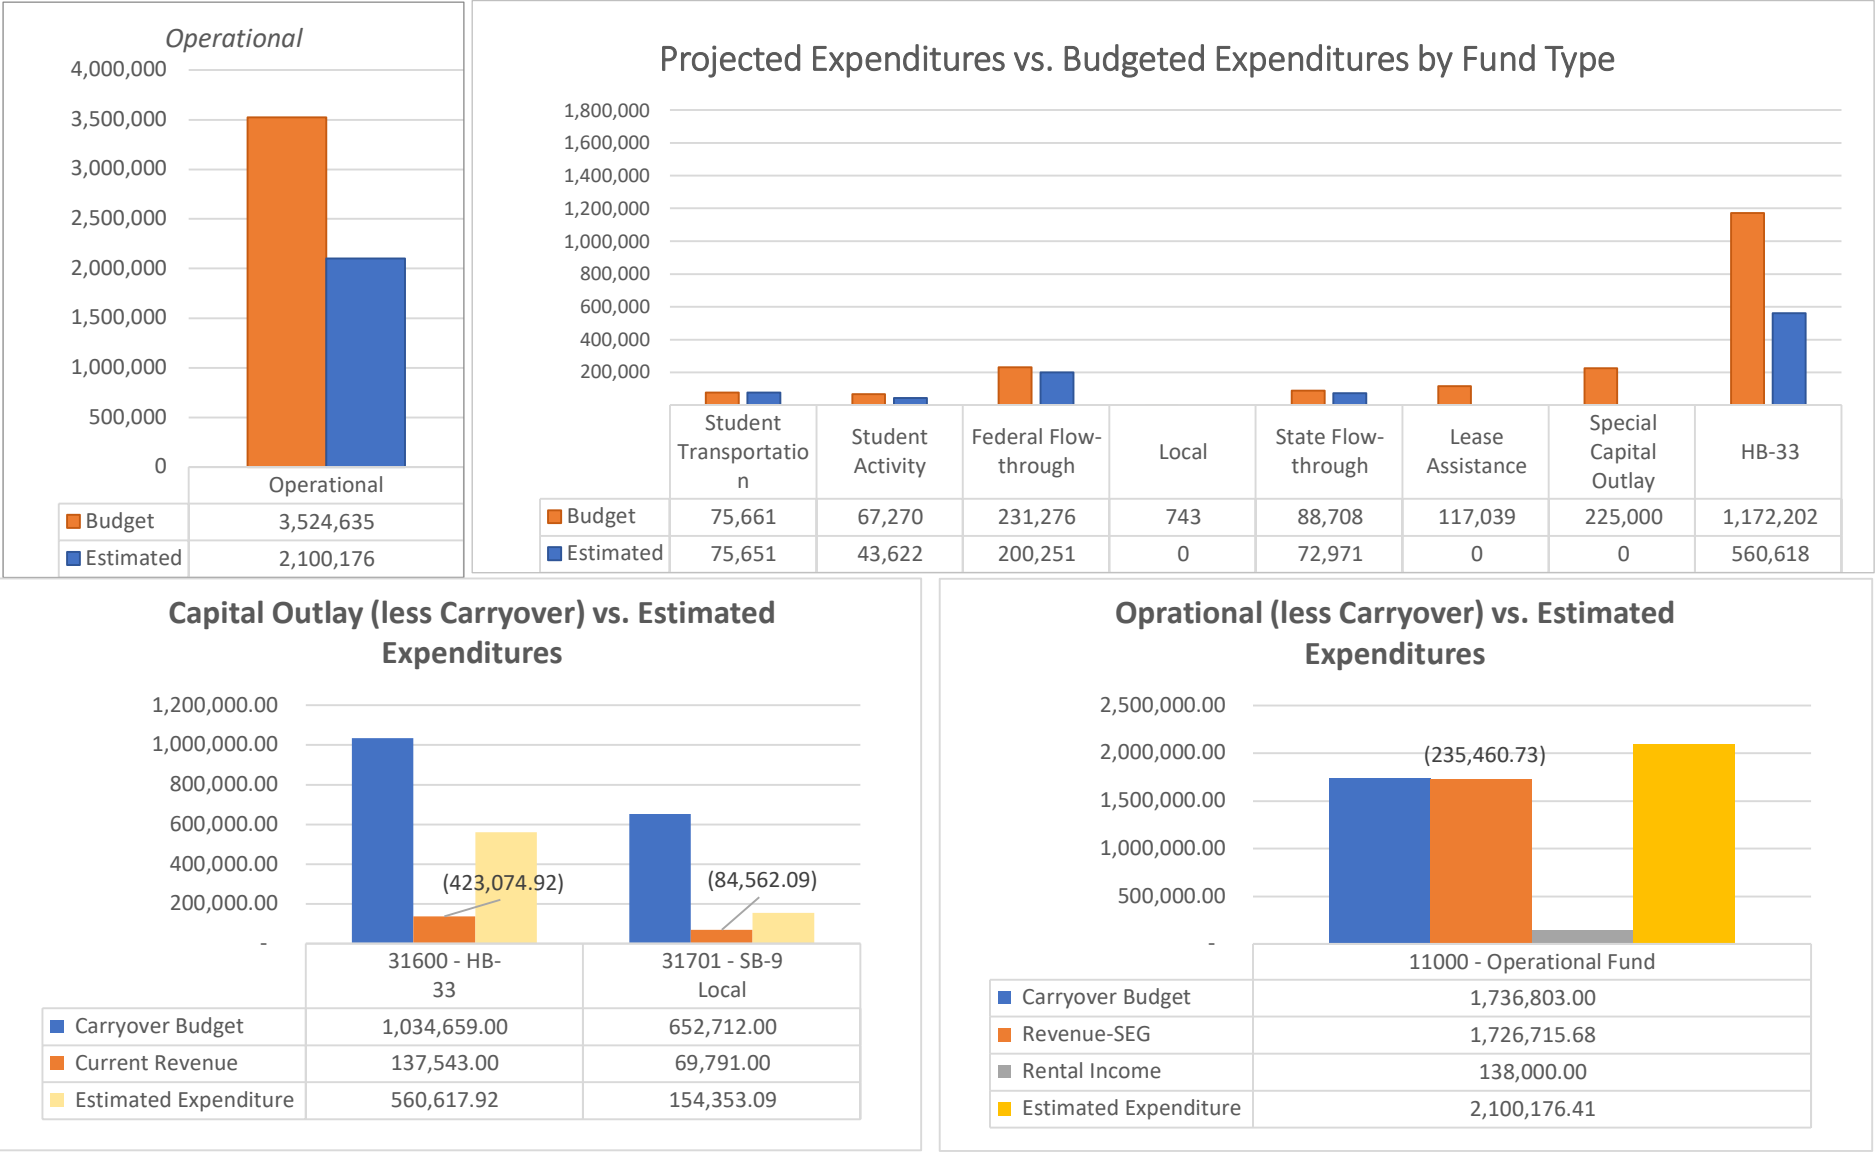 Operational
4,000,000
3,500,000
3,000,000
2,500,000
2,000,000
1,500,000
1,000,000
500,000
0
Operational
Budget 3,524,635
Estimated 2,100,176
Projected Expenditures vs. Budgeted Expenditures by Fund Type
1,800,000
1,600,000
1,400,000
1,200,000
1,000,000
800,000
600,000
400,000
200,000
Student
Transportatio
n
Student
Activity
Federal Flow-
through
Local
State Flow-
through
Lease
Assistance
Special
Capital
Outlay
HB-33
Budget 75,661 67,270 231,276 743 88,708 117,039 225,000 1,172,202
Estimated 75,651 43,622 200,251 0 72,971 0 0 560,618
Capital Outlay (less Carryover) vs. Estimated
Expenditures
1,200,000.00
1,000,000.00
800,000.00
600,000.00
400,000.00
200,000.00
-
(423,074.92)
(84,562.09)
31600 - HB-
33
31701 - SB-9
Local
Carryover Budget 1,034,659.00 652,712.00
Current Revenue 137,543.00 69,791.00
Estimated Expenditure 560,617.92 154,353.09
Oprational (less Carryover) vs. Estimated
Expenditures
2,500,000.00
2,000,000.00
1,500,000.00
1,000,000.00
500,000.00
-
(235,460.73)
11000 - Operational Fund
Carryover Budget 1,736,803.00
Revenue-SEG 1,726,715.68
Rental Income 138,000.00
Estimated Expenditure 2,100,176.41